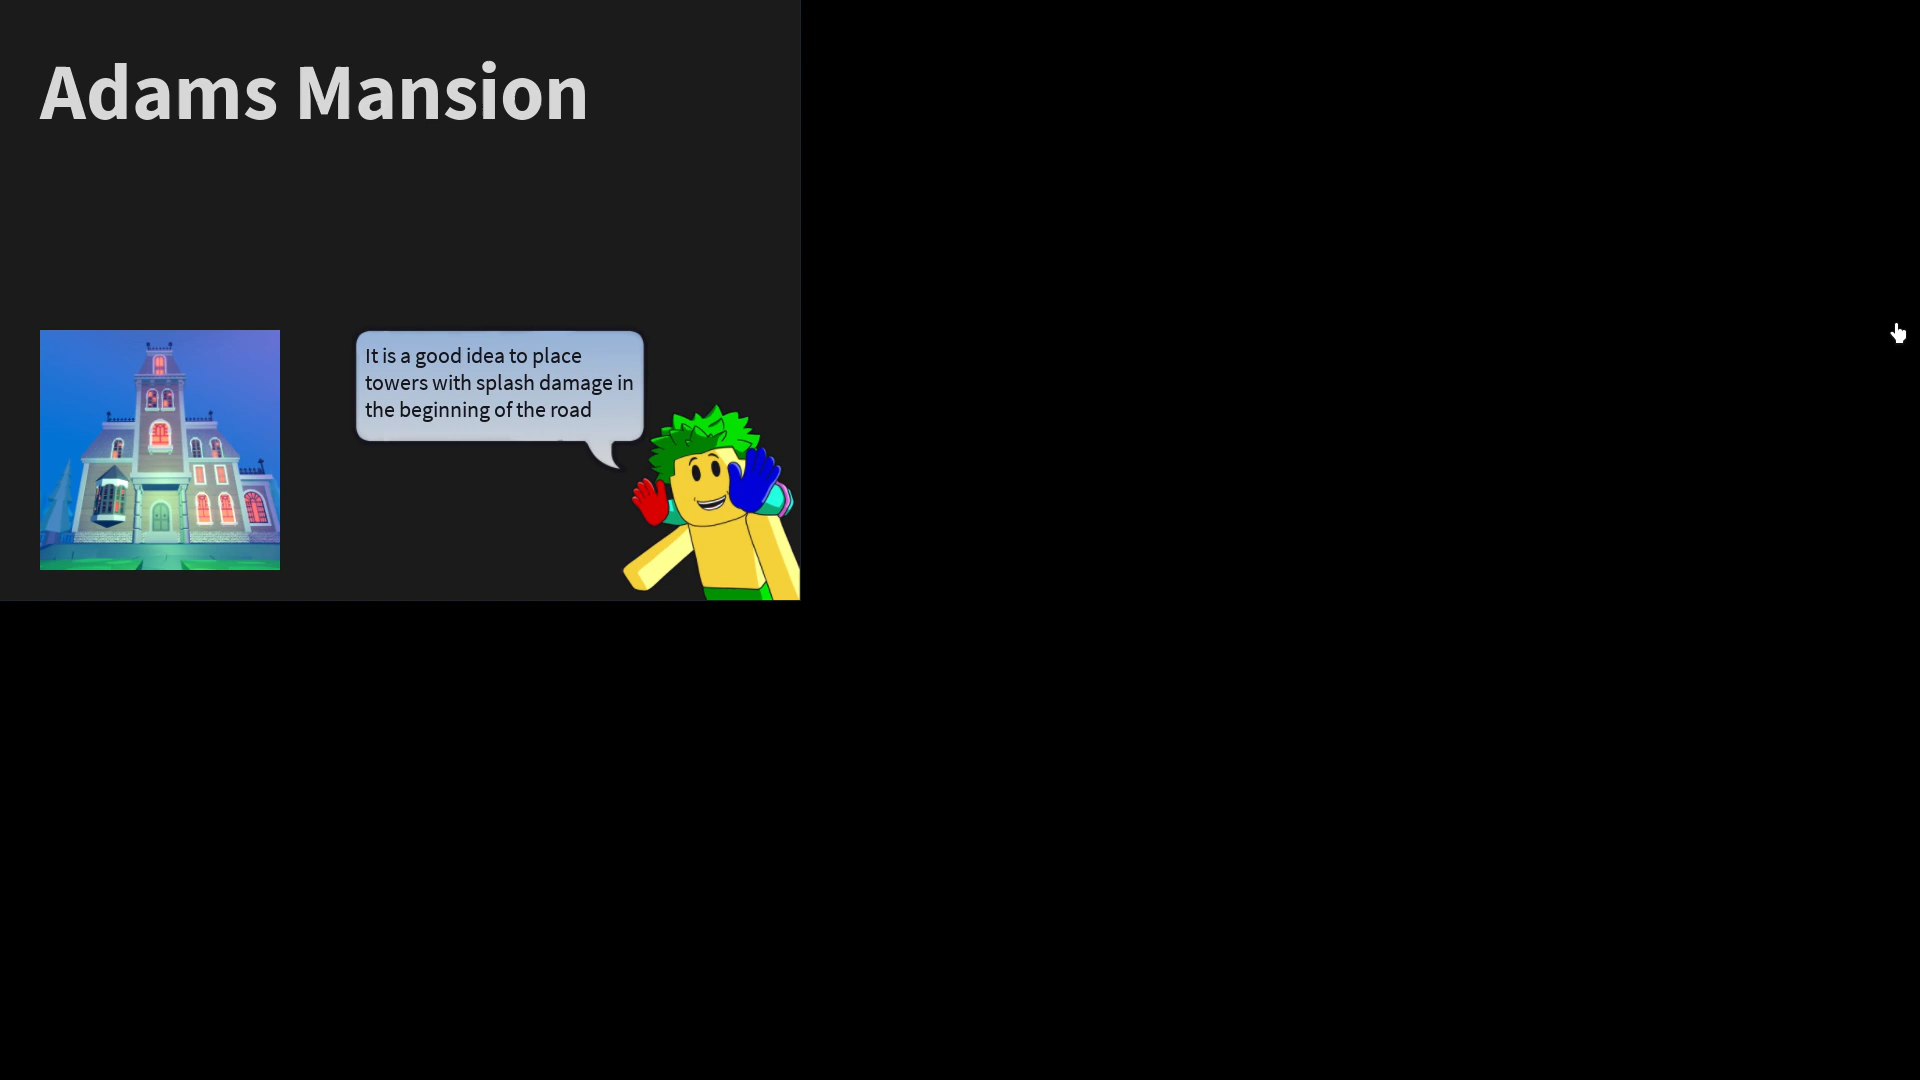 Adams Mansion
It is a good idea to place
towers with splash damage in
the beginning of the road